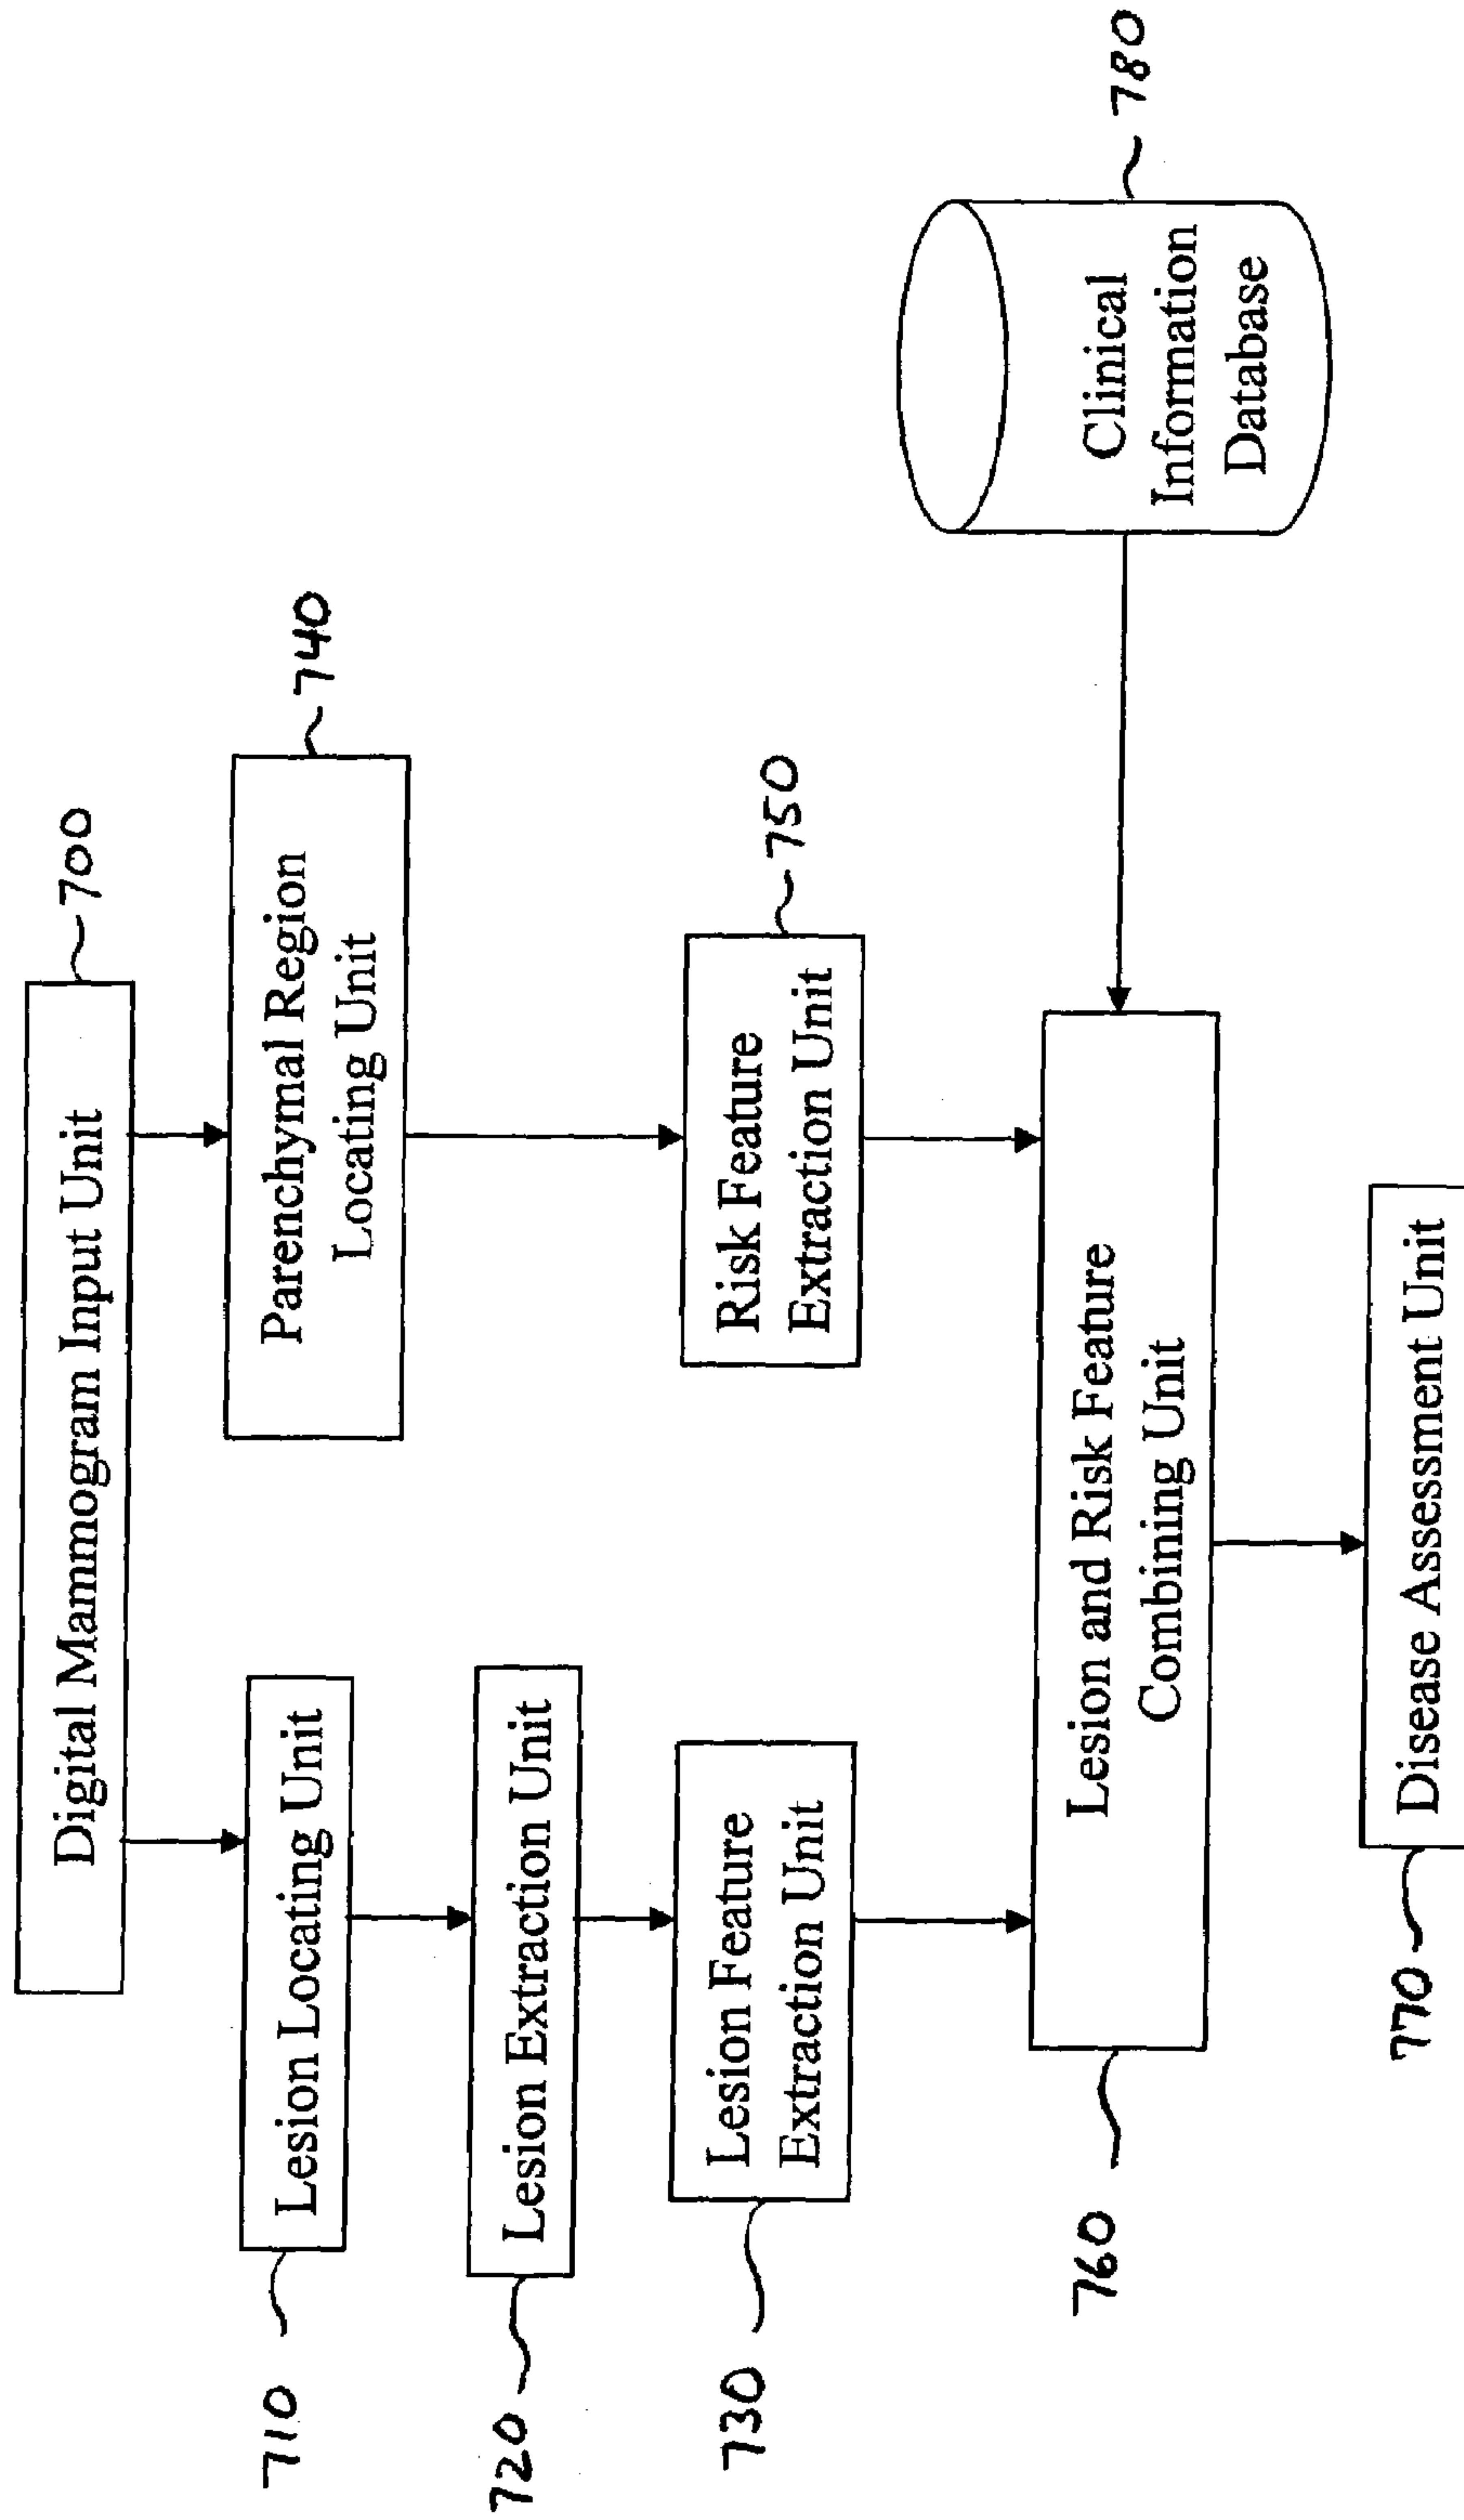 Digital Mammogram Input Unit
700
710
Lesion Locating Unit
Parenchymal Region
Locating Unit
740
720
Lesion Extraction Unit
730
Lesion Feature
Extraction Unit
Risk Feature
Extraction Unit
750
760
Lesion and Risk Feature
Combining Unit
Clinical
Information
Database
780
770
Disease Assessment Unit